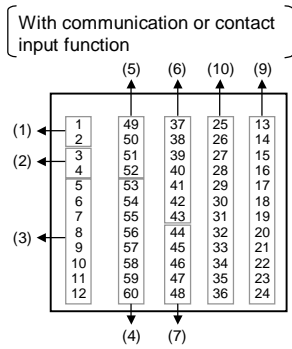 With communication or contact
input function
(5) (6) (10) (9)
(1) 1 49 37 25 13
2 50 38 26 14
(2) 3 51 39 27 15
4 52 40 28 16
5 53 41 29 17
6 54 42 30 18
7 55 43 31 19
(3) 8 56 44 32 20
9 57 45 33 21
10 58 46 34 22
11 59 47 35 23
12 60 48 36 24
(4) (7)